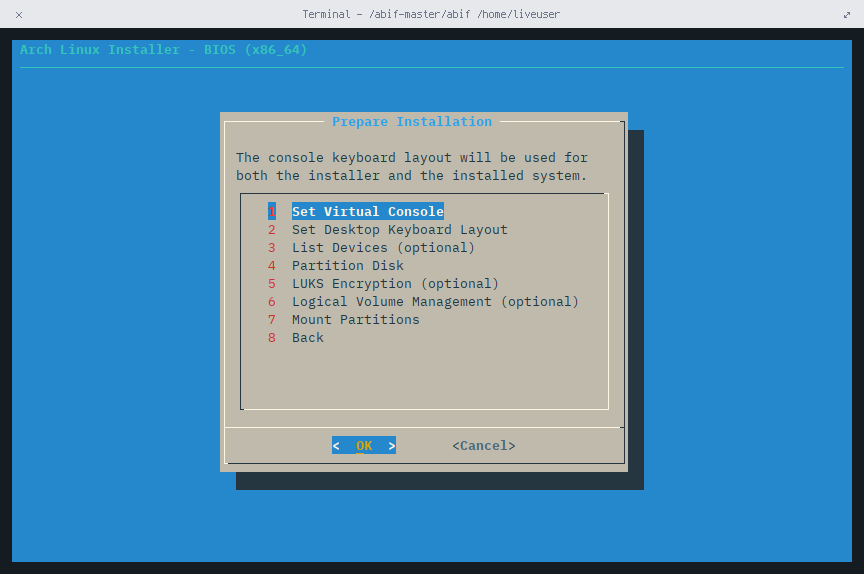 Terminal - /abif-master/abif /home/liveuser
Arch Linux Installer - BIOS (x86_64)
Prepare Installation
The console keyboard layout will be used for
both the installer and the installed system.
1 Set Virtual Console
2 Set Desktop Keyboard Layout
3 List Devices (optional)
4 Partition Disk
5 LUKS Encryption (optional)
6 Logical Volume Management (optional)
7 Mount Partitions
8 Back
< OK > <Cancel>